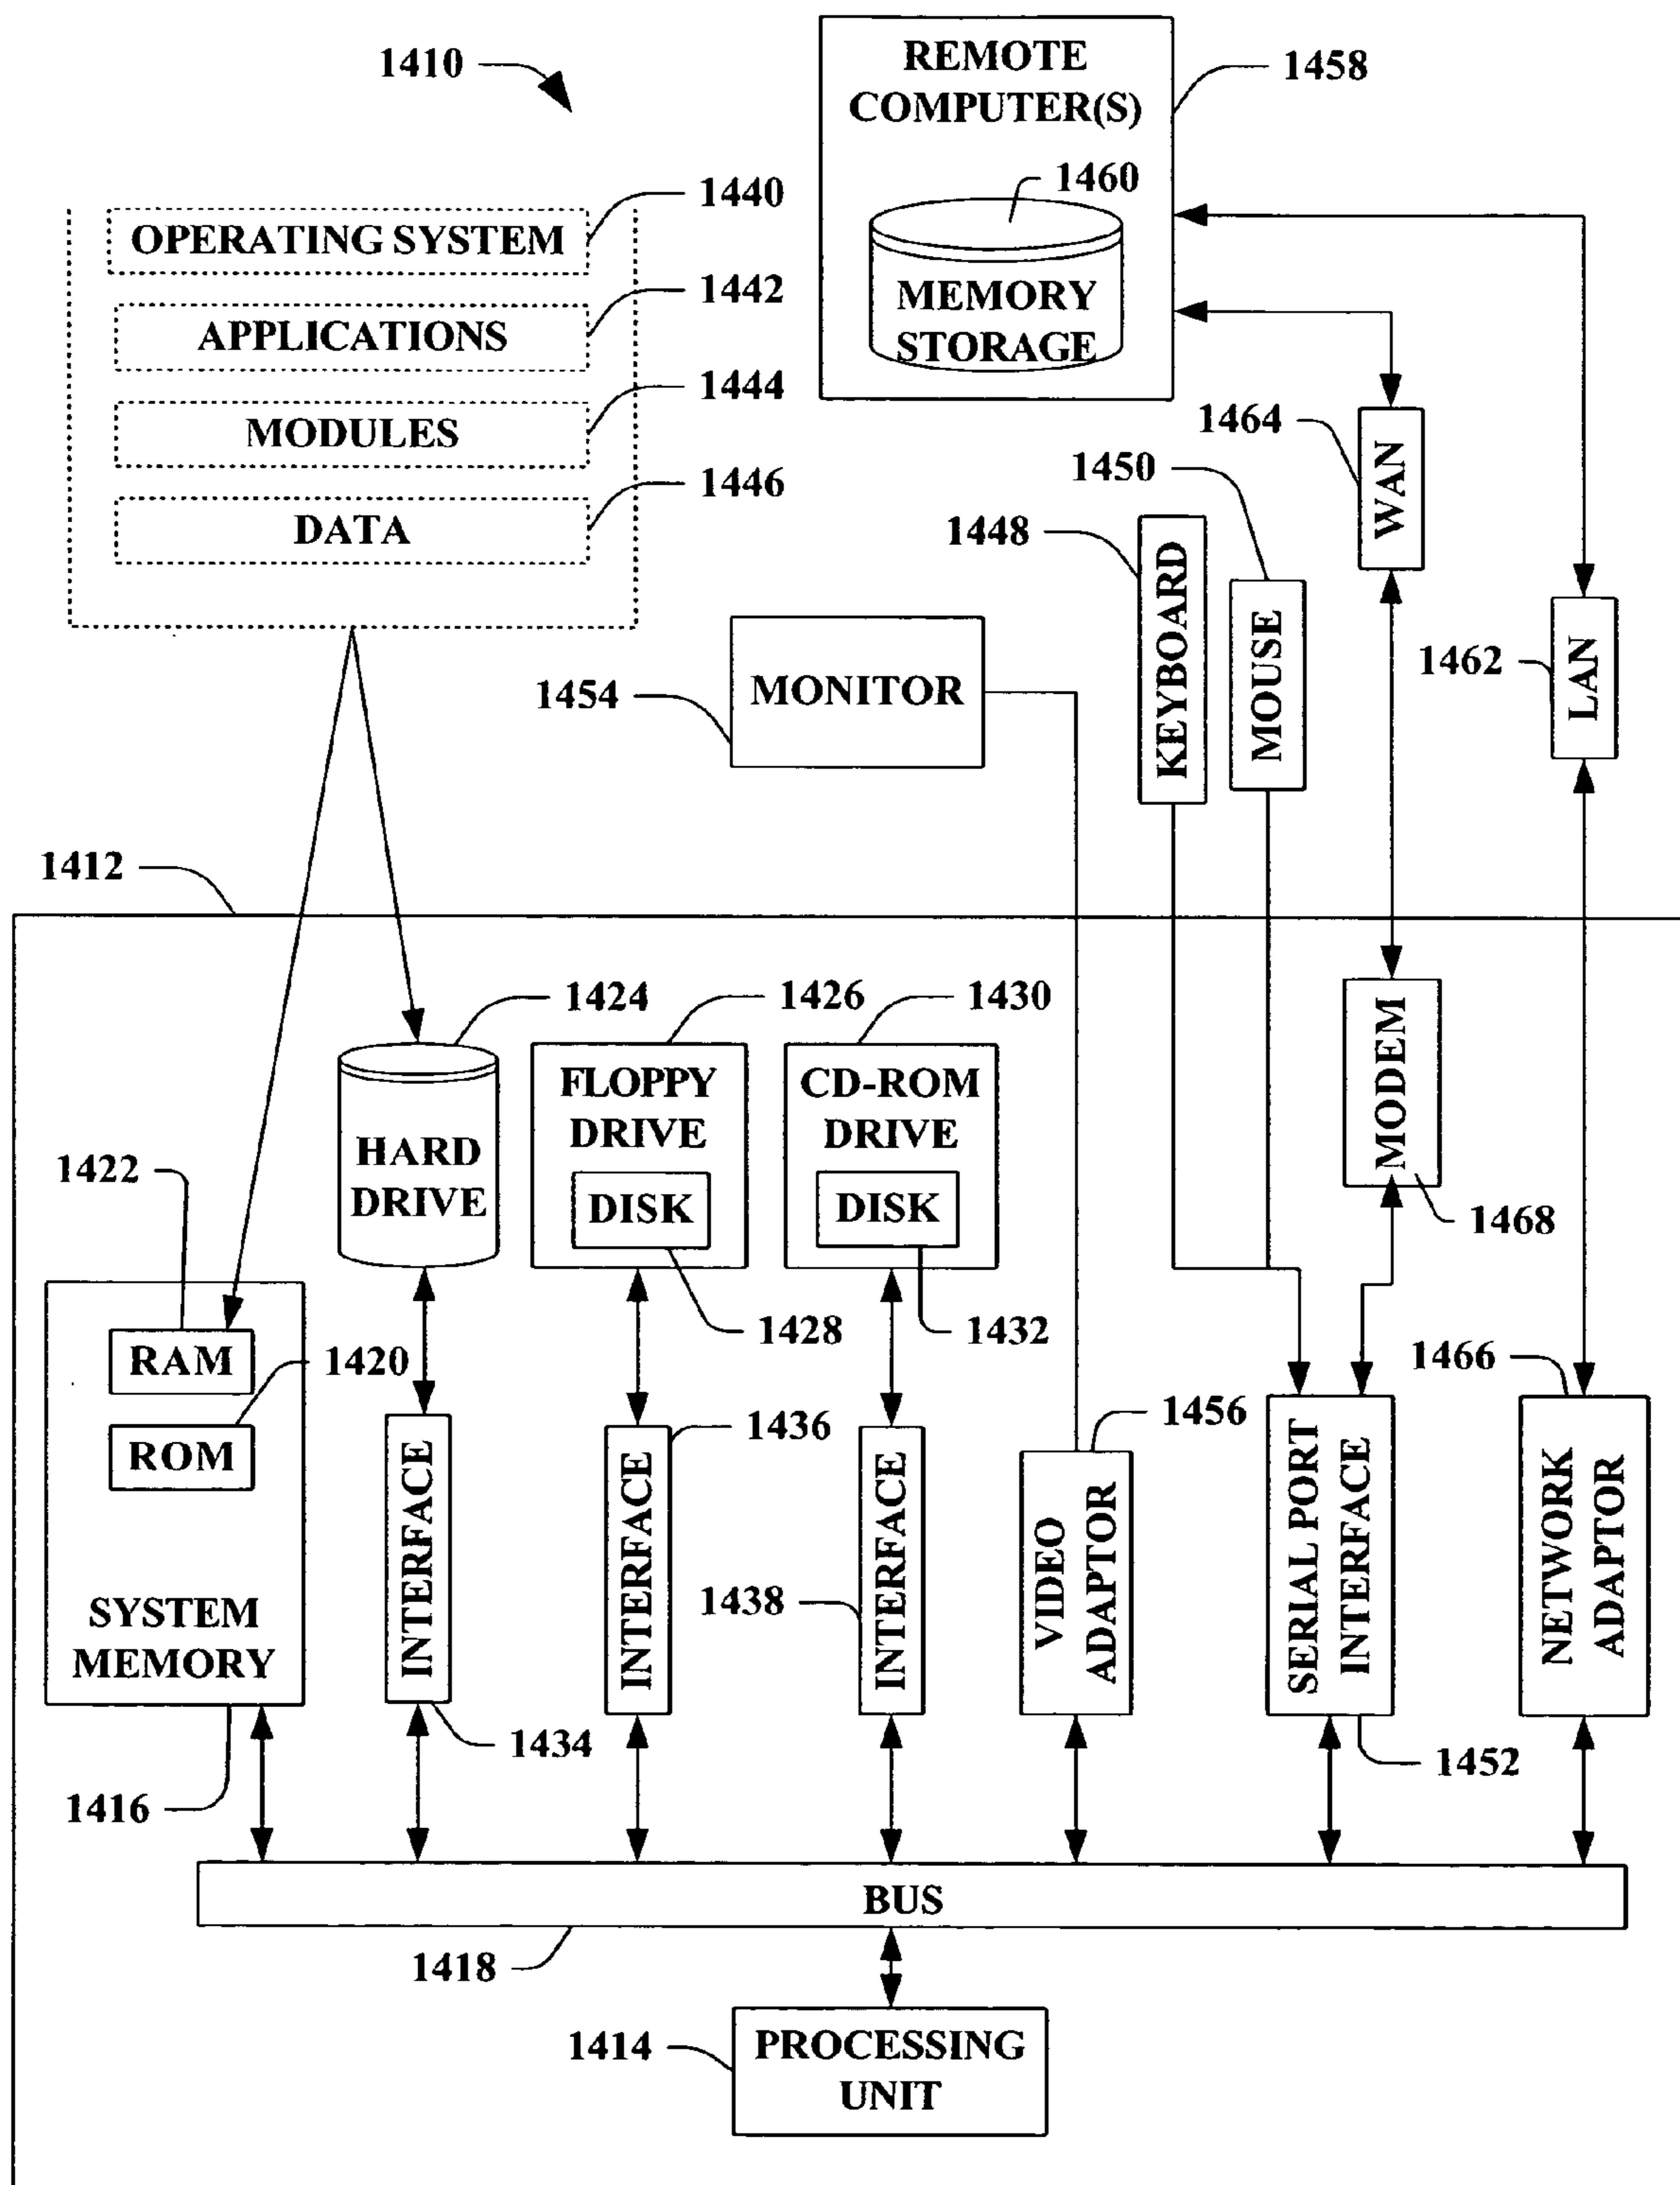 1410
REMOTE
COMPUTER(S)
1458
1460
MEMORY
STORAGE
1440
OPERATING SYSTEM
1442
APPLICATIONS
1444
MODULES
1446
DATA
1464
WAN
1450
1448
KEYBOARD
MOUSE
1462
LAN
MONITOR
1454
1412
1424
1426
1430
HARD
DRIVE
FLOPPY
DRIVE
DISK
CD-ROM
DRIVE
DISK
MODEM
1468
1422
RAM
1420
ROM
1428
1432
1466
1436
1456
INTERFACE
INTERFACE
1438
INTERFACE
VIDEO
ADAPTOR
SERIAL PORT
INTERFACE
NETWORK
ADAPTOR
SYSTEM
MEMORY
1434
1452
1416
BUS
1418
1414
PROCESSING
UNIT